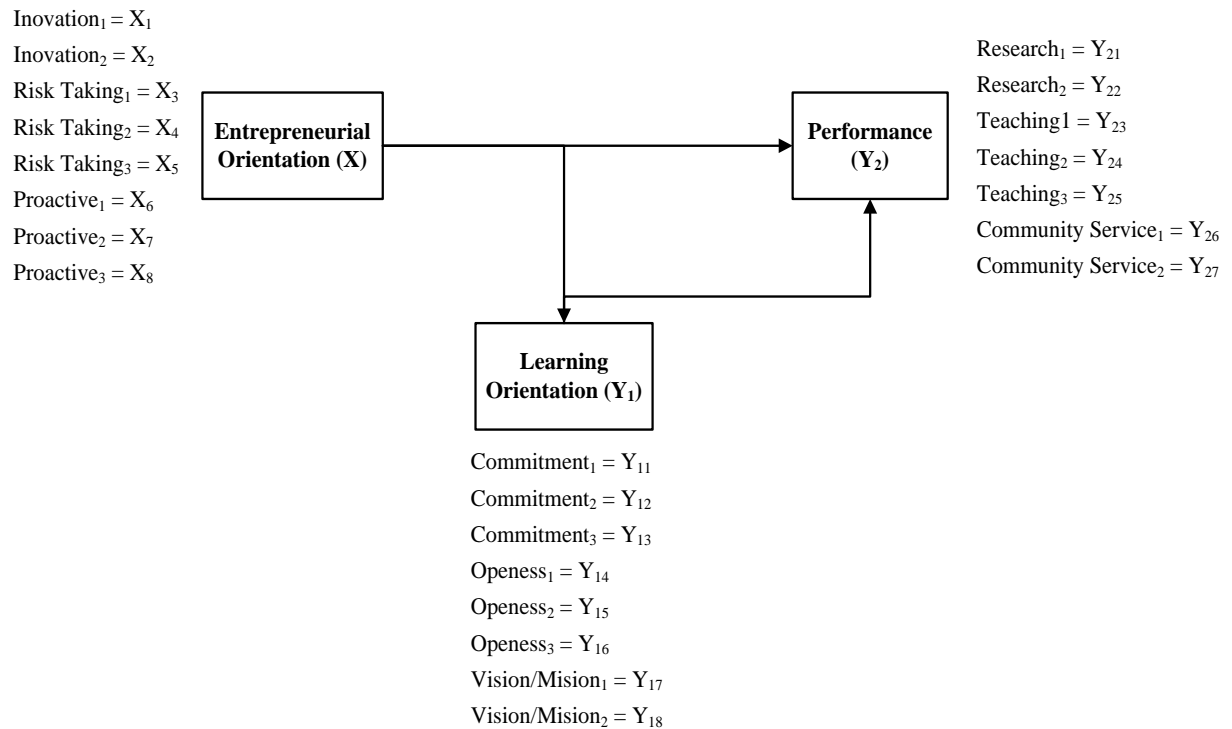 Inovation₁ = X₁
Inovation₂ = X₂
Risk Taking₁ = X₃
Risk Taking₂ = X₄
Risk Taking₃ = X₅
Proactive₁ = X₆
Proactive₂ = X₇
Proactive₃ = X₈
Entrepreneurial
Orientation (X)
Performance
(Y₂)
Research₁ = Y₂₁
Research₂ = Y₂₂
Teaching1 = Y₂₃
Teaching₂ = Y₂₄
Teaching₃ = Y₂₅
Community Service₁ = Y₂₆
Community Service₂ = Y₂₇
Learning
Orientation (Y₁)
Commitment₁ = Y₁₁
Commitment₂ = Y₁₂
Commitment₃ = Y₁₃
Openess₁ = Y₁₄
Openess₂ = Y₁₅
Openess₃ = Y₁₆
Vision/Mision₁ = Y₁₇
Vision/Mision₂ = Y₁₈